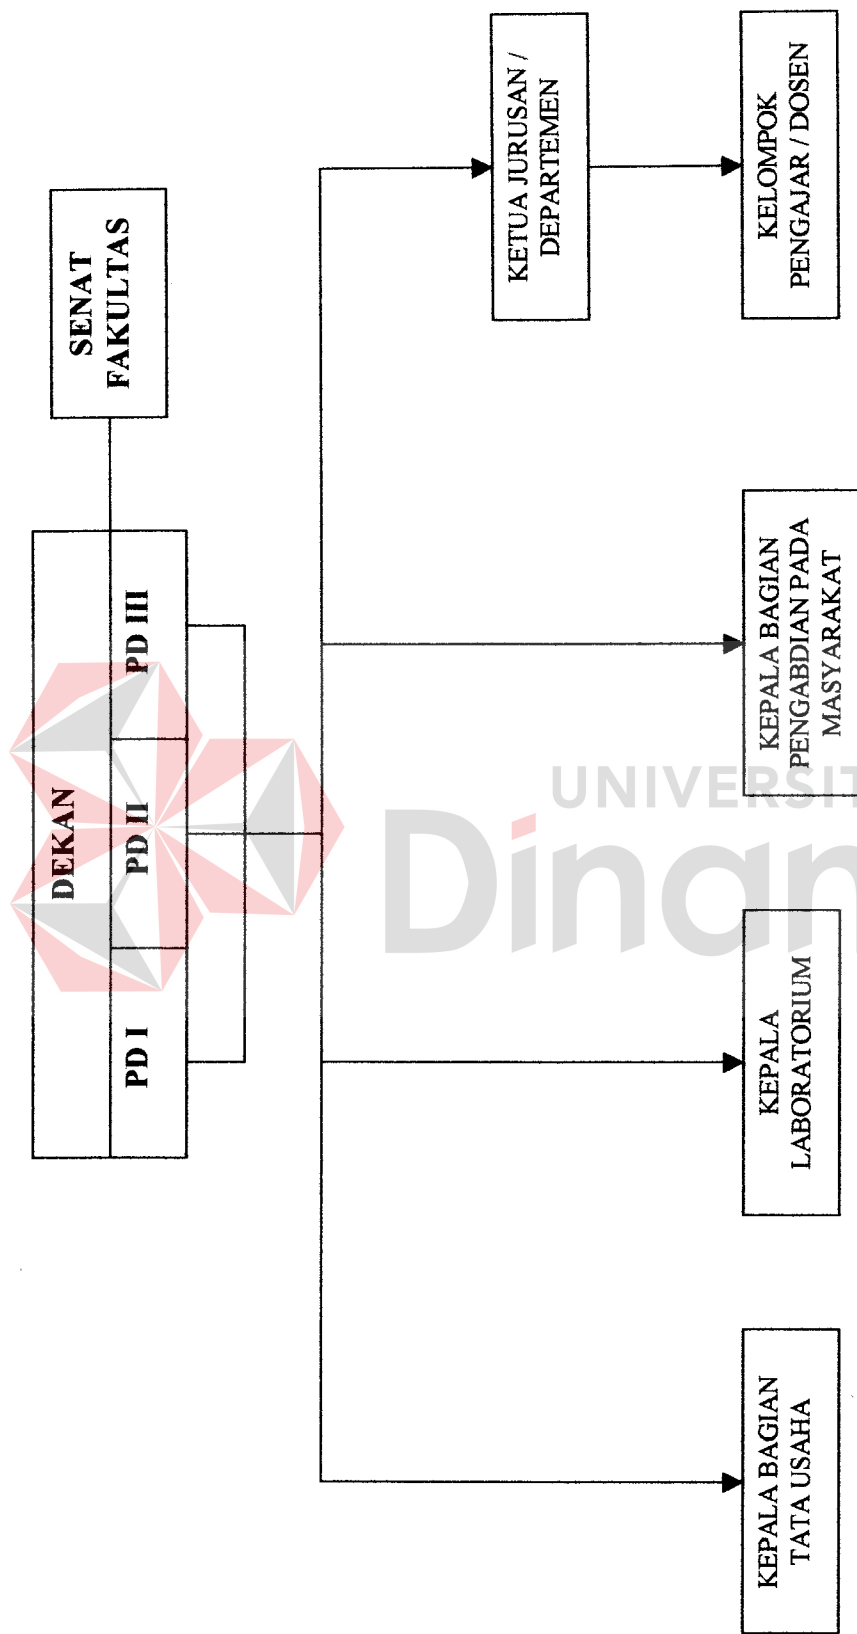 DEKAN
PD I
PD II
PD III
SENAT
FAKULTAS
KETUA JURUSAN /
DEPARTEMEN
KEPALA BAGIAN
TATA USAHA
KEPALA
LABORATORIUM
KEPALA BAGIAN
PENGABDIAN PADA
MASYARAKAT
KELOMPOK
PENGAJAR / DOSEN
UNIVERSIT
Dinam